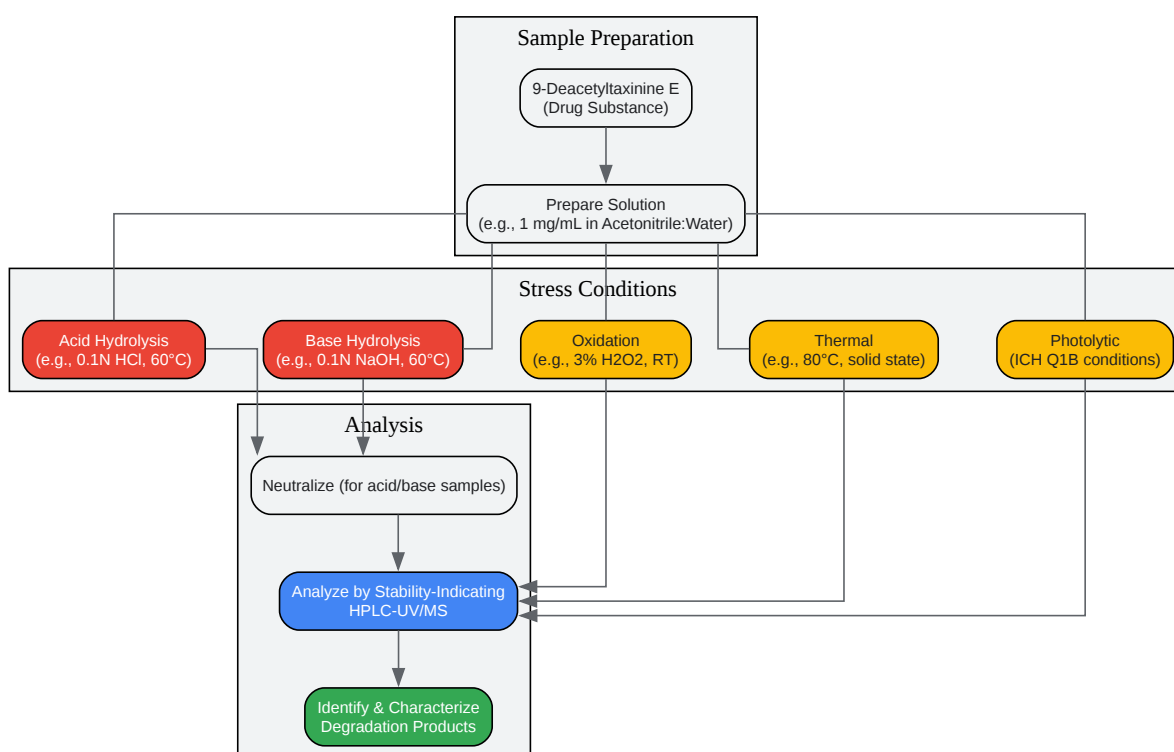 Sample Preparation
9-Deacetyltaxinine E
(Drug Substance)
Prepare Solution
(e.g., 1 mg/mL in Acetonitrile:Water)
Stress Conditions
Acid Hydrolysis
(e.g., 0.1N HCl, 60°C)
Base Hydrolysis
(e.g., 0.1N NaOH, 60°C)
Oxidation
(e.g., 3% H2O2, RT)
Thermal
(e.g., 80°C, solid state)
Photolytic
(ICH Q1B conditions)
Analysis
Neutralize (for acid/base samples)
Analyze by Stability-Indicating
HPLC-UV/MS
Identify & Characterize
Degradation Products